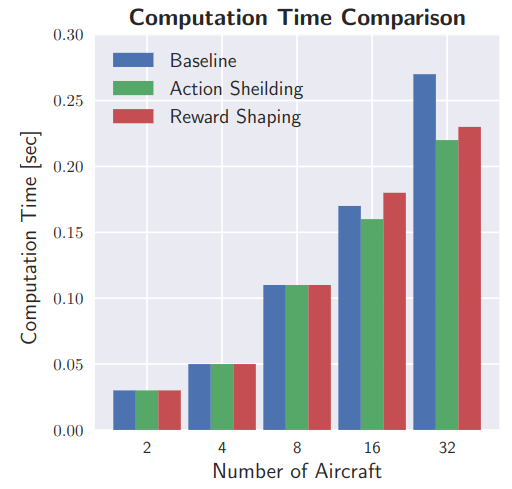 Computation Time Comparison
0.30
0.25
0.20
0.15
0.10
0.05
0.00
Computation Time [sec]
Baseline
Action Sheilding
Reward Shaping
2 4 8 16 32
Number of Aircraft